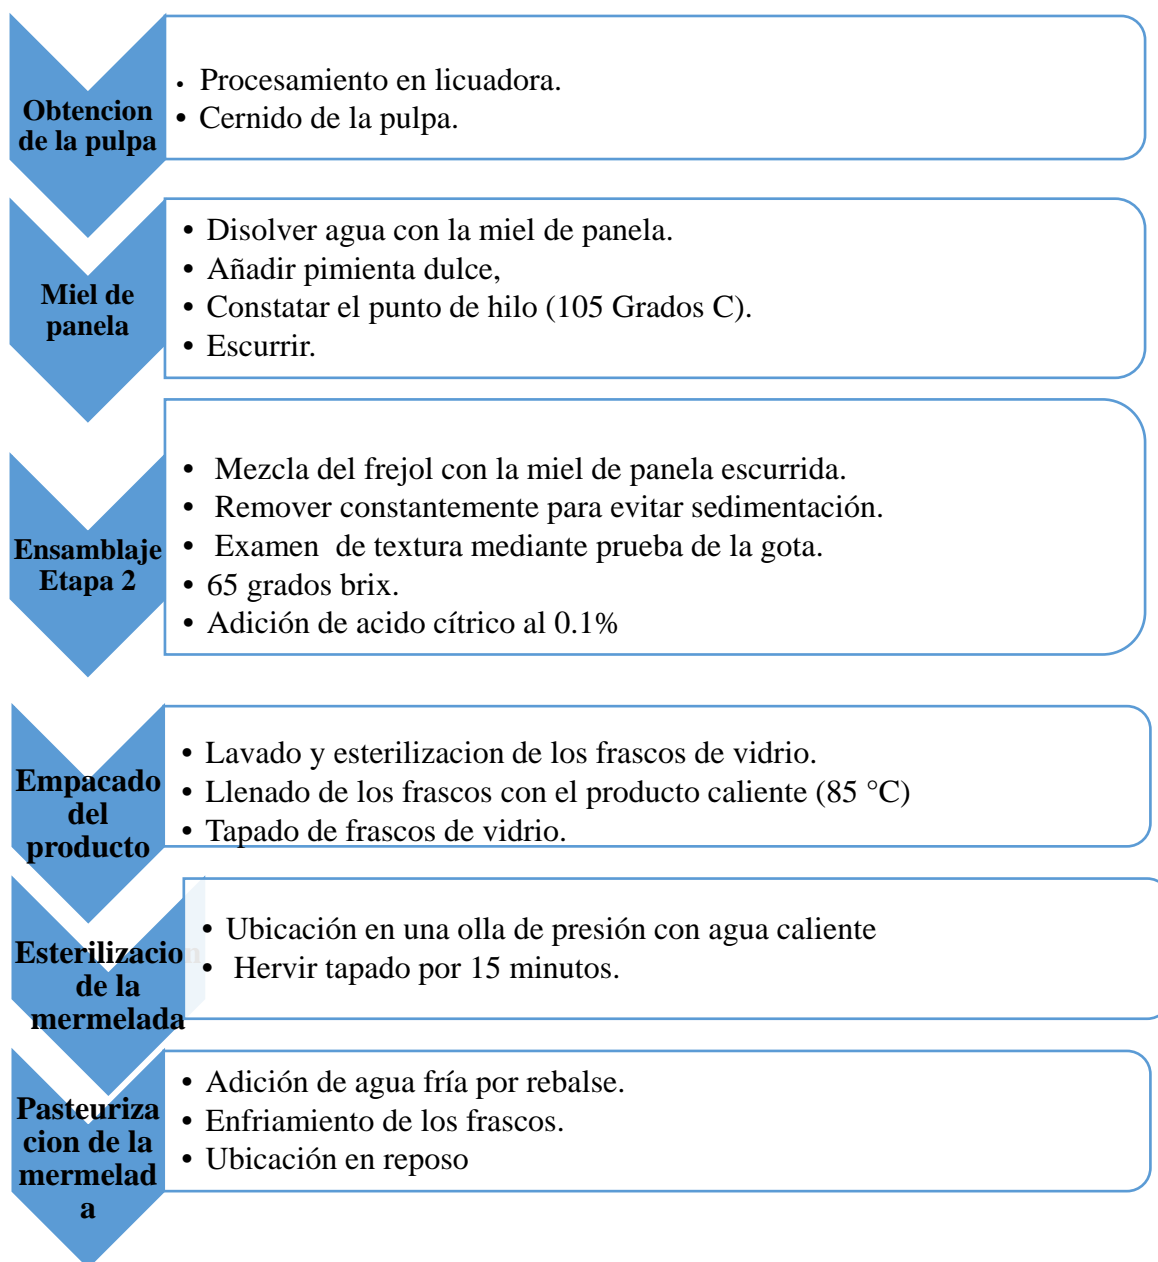 Obtencion
de la pulpa
• Procesamiento en licuadora.
• Cernido de la pulpa.
Miel de
panela
• Disolver agua con la miel de panela.
• Añadir pimienta dulce,
• Constatar el punto de hilo (105 Grados C).
• Escurrir.
Ensamblaje
Etapa 2
• Mezcla del frejol con la miel de panela escurrida.
• Remover constantemente para evitar sedimentación.
• Examen de textura mediante prueba de la gota.
• 65 grados brix.
• Adición de acido cítrico al 0.1%
Empacado
del
producto
• Lavado y esterilizacion de los frascos de vidrio.
• Llenado de los frascos con el producto caliente (85 °C)
• Tapado de frascos de vidrio.
Esterilizacion
de la
mermelada
• Ubicación en una olla de presión con agua caliente
• Hervir tapado por 15 minutos.
Pasteuriza
cion de la
mermelad
a
• Adición de agua fría por rebalse.
• Enfriamiento de los frascos.
• Ubicación en reposo